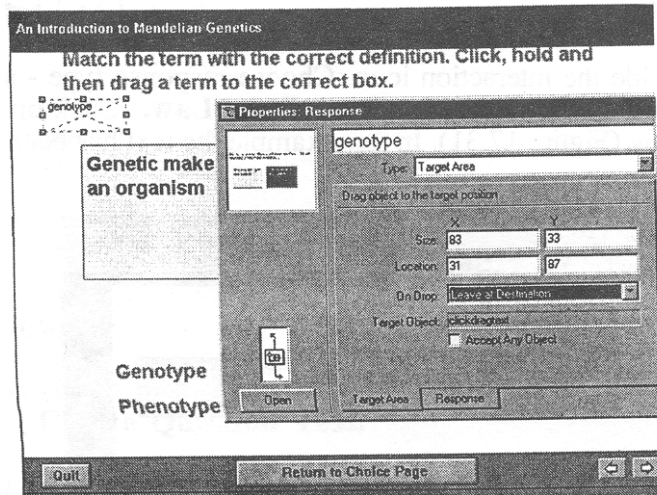 An Introduction to Mendelian Genetics
Match the term with the correct definition. Click, hold and
then drag a term to the correct box.
genotype
Genetic make
an organism
Properties: Response
genotype
Type: Target Area
Drag object to the target position
X Y
Size: 83 33
Location: 31 87
On Drop: Leave at Destination
Target Object: jclickdragtext
Accept Any Object
Open
Target Area Response
Genotype
Phenotype
Quit
Return to Choice Page